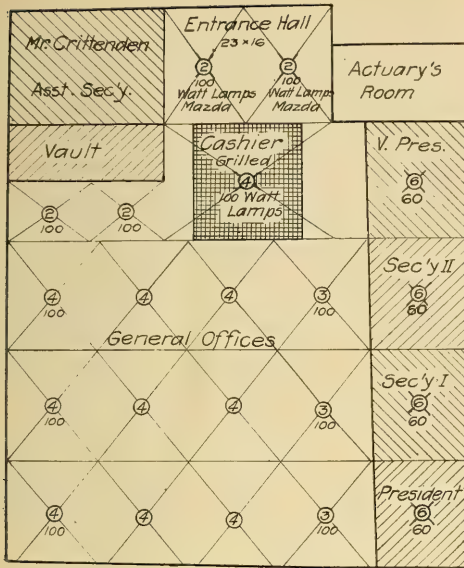 Entrance Hall
23 × 16
Mr. Crittenden
Asst. Sec'y.
② ②
100 100
Watt Lamps Watt Lamps
Mazda Mazda
Actuary's
Room
Vault
Cashier
Grilled
④
100 Watt
Lamps
V. Pres.
⑥
60
② ②
100 100
Sec'y II
⑥
60
④ ④ ④ ③
100 100
General Offices
Sec'y I
⑥
60
④ ④ ④ ③
100 100
President
⑥
60
④ ④ ④ ③
100 100